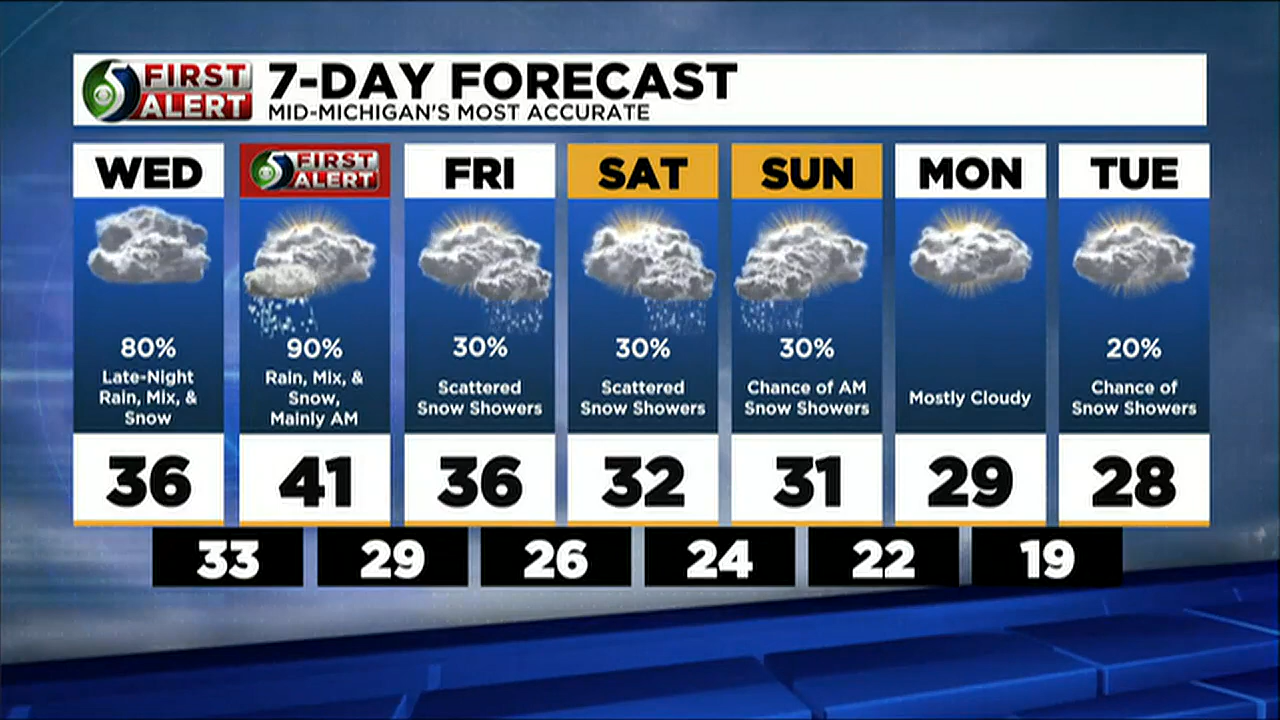 5 FIRST ALERT
7-DAY FORECAST
MID-MICHIGAN'S MOST ACCURATE
WED
80%
Late-Night
Rain, Mix, &
Snow
36
5 FIRST ALERT
90%
Rain, Mix, &
Snow,
Mainly AM
41
FRI
30%
Scattered
Snow Showers
36
SAT
30%
Scattered
Snow Showers
32
SUN
30%
Chance of AM
Snow Showers
31
MON
Mostly Cloudy
29
TUE
20%
Chance of
Snow Showers
28
33
29
26
24
22
19